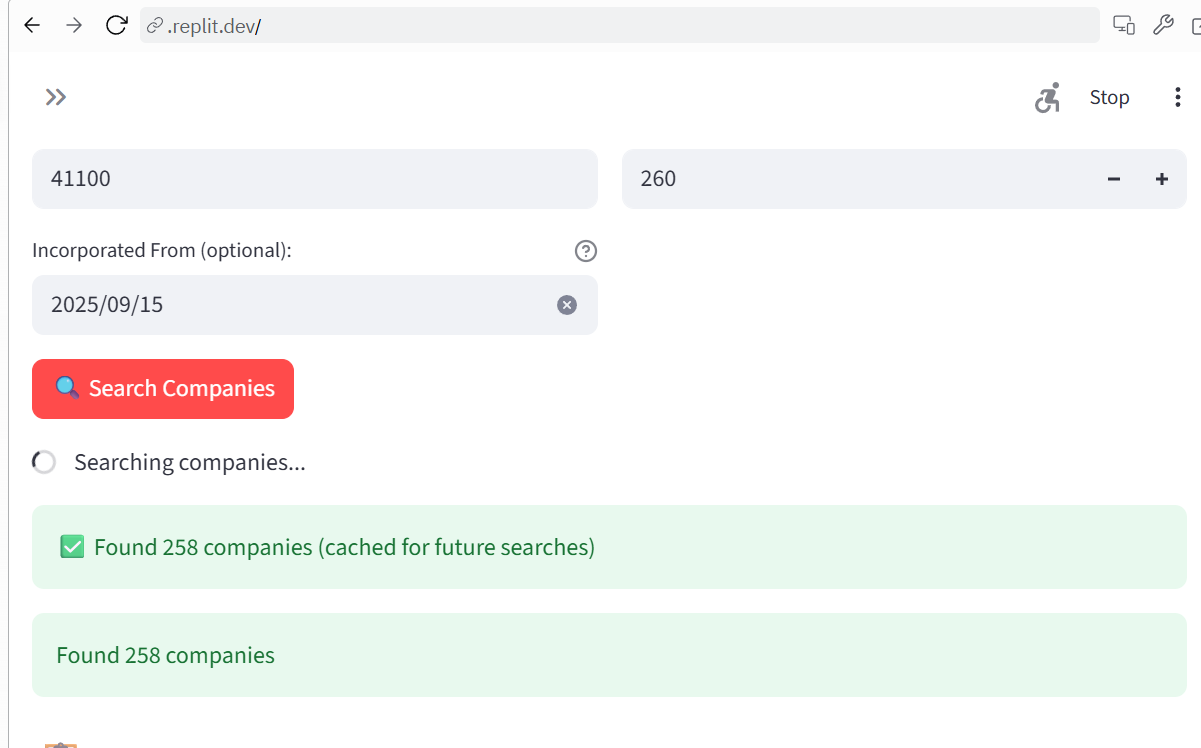 .replit.dev/
Stop
41100
260
Incorporated From (optional):
2025/09/15
🔍 Search Companies
Searching companies...
✅ Found 258 companies (cached for future searches)
Found 258 companies